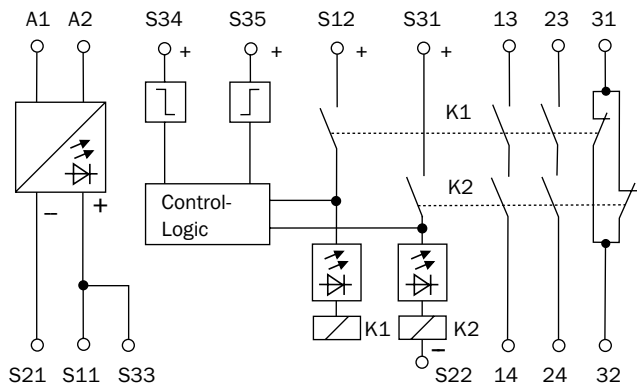 A1 A2 S34 S35 S12 S31 13 23 31
+ + + +
K1
K2
Control-
Logic
– +
K1 K2
–
S21 S11 S33 S22 14 24 32